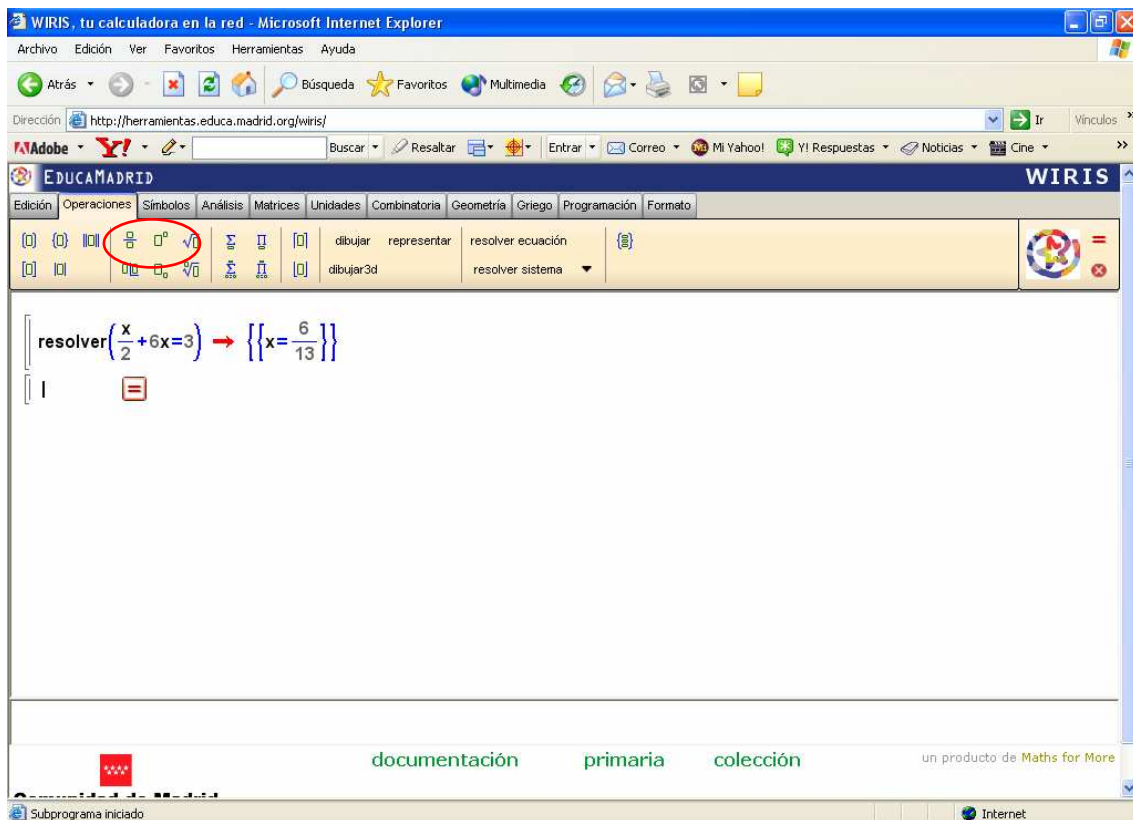 WIRIS, tu calculadora en la red - Microsoft Internet Explorer
Archivo Edición Ver Favoritos Herramientas Ayuda
Atrás Búsqueda Favoritos Multimedia
Dirección http://herramientas.educa.madrid.org/wiris/ Ir Vínculos »
Adobe Y! Buscar Resaltar Entrar Correo Mi Yahoo! Y! Respuestas Noticias Cine »
EDUCAMADRID WIRIS
Edición Operaciones Símbolos Análisis Matrices Unidades Combinatoria Geometría Griego Programación Formato
dibujar representar resolver ecuación
dibujar3d resolver sistema
resolver(x/2+6x=3) → {{x=6/13}}
=
documentación primaria colección un producto de Maths for More
Comunidad de Madrid
Subprograma iniciado Internet